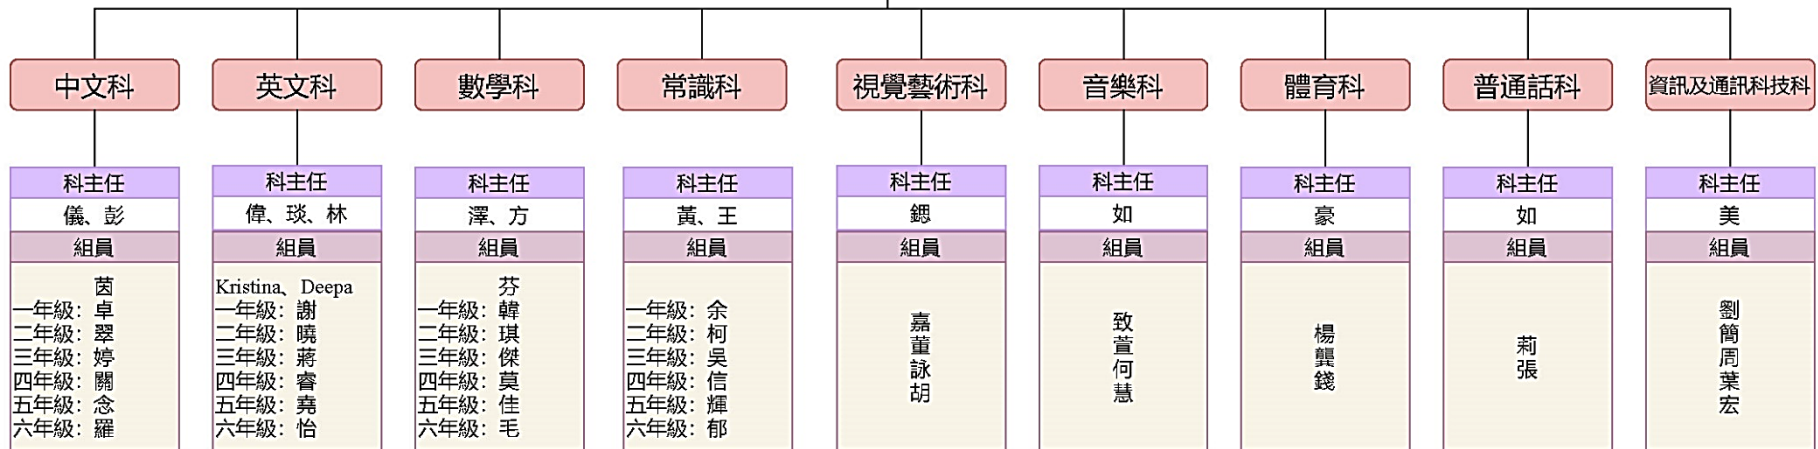 中文科
科主任
儀、彭
組員
茵
一年級：卓
二年級：翠
三年級：婷
四年級：關
五年級：念
六年級：羅
英文科
科主任
偉、琰、林
組員
Kristina、Deepa
一年級：謝
二年級：曉
三年級：蔣
四年級：睿
五年級：堯
六年級：怡
數學科
科主任
澤、方
組員
芬
一年級：韓
二年級：琪
三年級：傑
四年級：莫
五年級：佳
六年級：毛
常識科
科主任
黃、王
組員
一年級：余
二年級：柯
三年級：吳
四年級：信
五年級：輝
六年級：郁
視覺藝術科
科主任
鍶
組員
嘉
董
詠
胡
音樂科
科主任
如
組員
致
萱
何
慧
體育科
科主任
豪
組員
楊
龔
錢
普通話科
科主任
如
組員
莉
張
資訊及通訊科技科
科主任
美
組員
劉
簡
周
葉
宏